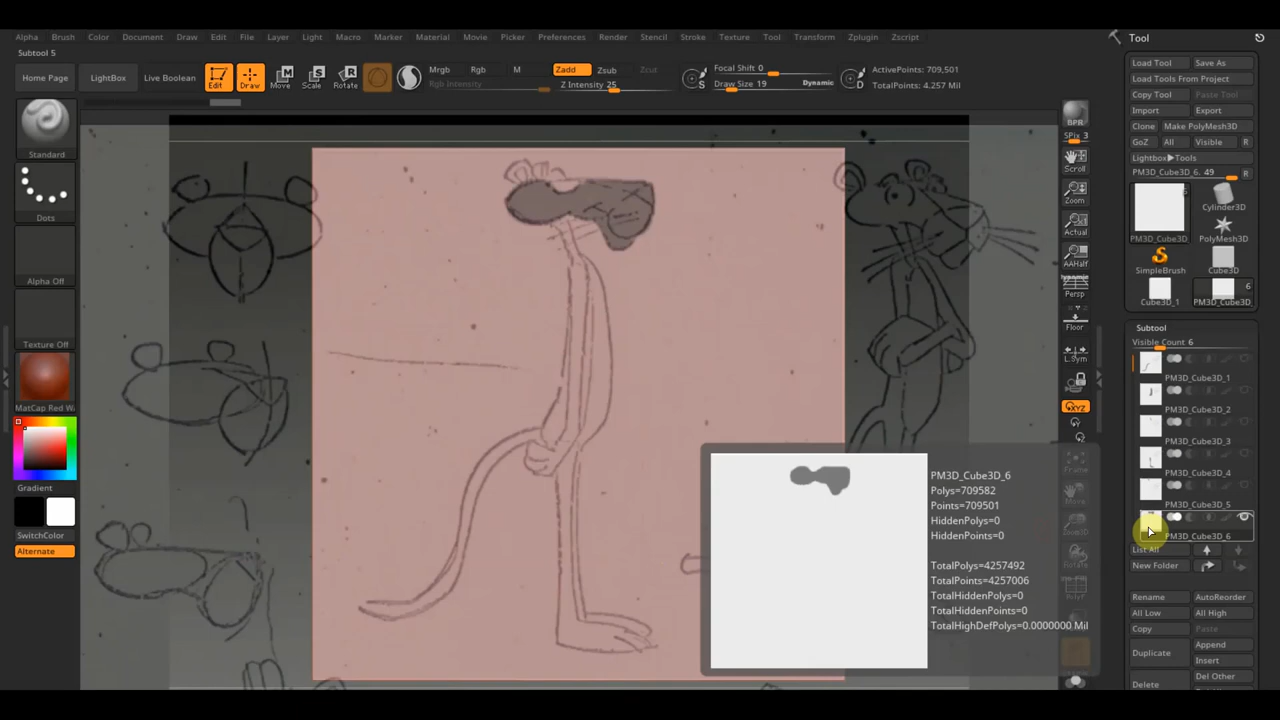 Alpha Brush Color Document Draw Edit File Layer Light Macro Marker Material Movie Picker Preferences Render Stencil Stroke Texture Tool Transform Zplugin Zscript
Subtool 5
Home Page
LightBox
Live Boolean
Edit
Draw
Move
Scale
Rotate
Mrgb
Rgb
M
Rgb Intensity
Zadd
Zsub
Zcut
Z Intensity 25
Focal Shift 0
Draw Size 19
Dynamic
ActivePoints: 709,501
TotalPoints: 4.257 Mil
S
D
Standard
Dots
Alpha Off
Texture Off
MatCap Red W
Gradient
SwitchColor
Alternate
BPR
SPix 3
Scroll
Zoom
Actual
AAHalf
Dynamic
Persp
Floor
L.Sym
XYZ
Frame
Move
Zoom3D
Rotate
PolyF
PM3D_Cube3D_6
Polys=709582
Points=709501
HiddenPoly=0
HiddenPoints=0
TotalPolys=4257492
TotalPoints=4257006
TotalHiddenPolys=0
TotalHiddenPoints=0
TotalHighDefPolys=0.0000000 Mil
Tool
Load Tool
Save As
Load Tools From Project
Copy Tool
Paste Tool
Import
Export
Clone
Make PolyMesh3D
GoZ
All
Visible
R
Lightbox▶Tools
PM3D_Cube3D_6. 49
R
PM3D_Cube3D
Cylinder3D
PolyMesh3D
SimpleBrush
Cube3D
Cube3D_1
6
PM3D_Cube3D_
Subtool
Visible Count 6
PM3D_Cube3D_1
PM3D_Cube3D_2
PM3D_Cube3D_3
PM3D_Cube3D_4
PM3D_Cube3D_5
PM3D_Cube3D_6
List All
New Folder
Rename
AutoReorder
All Low
All High
Copy
Paste
Duplicate
Append
Insert
Delete
Del Other